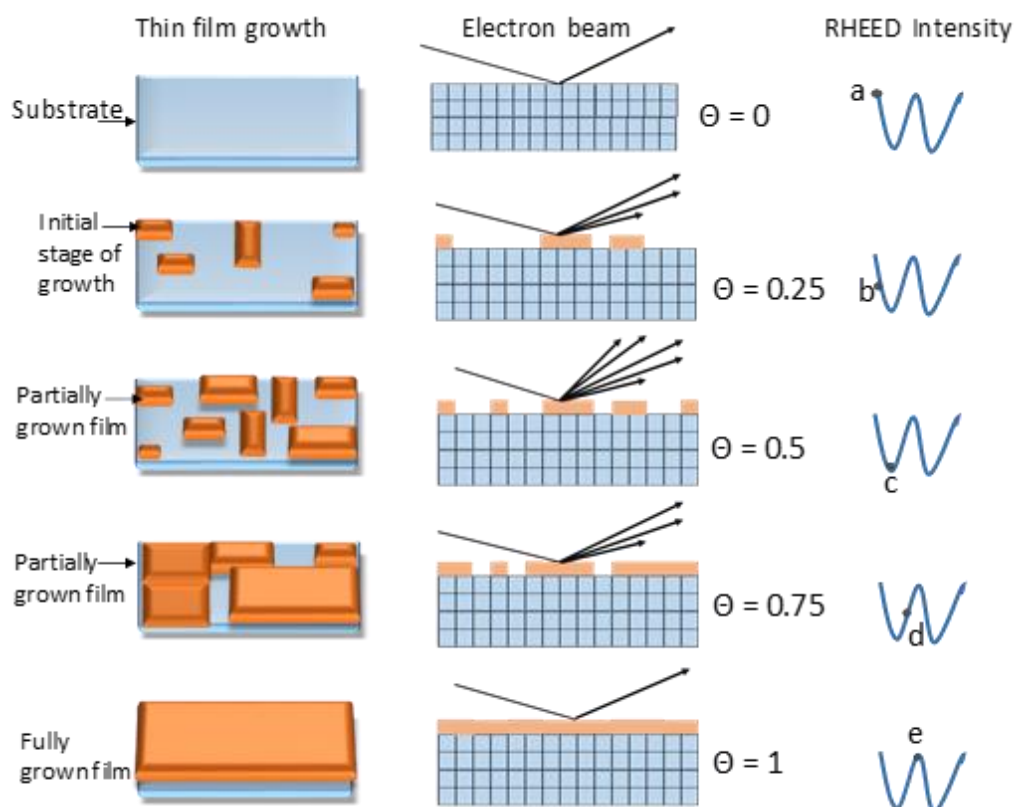 Thin film growth
Electron beam
RHEED Intensity
Substrate
Θ = 0
a
Initial
stage of
growth
Θ = 0.25
b
Partially
grown film
Θ = 0.5
c
Partially
grown film
Θ = 0.75
d
Fully
grown film
Θ = 1
e